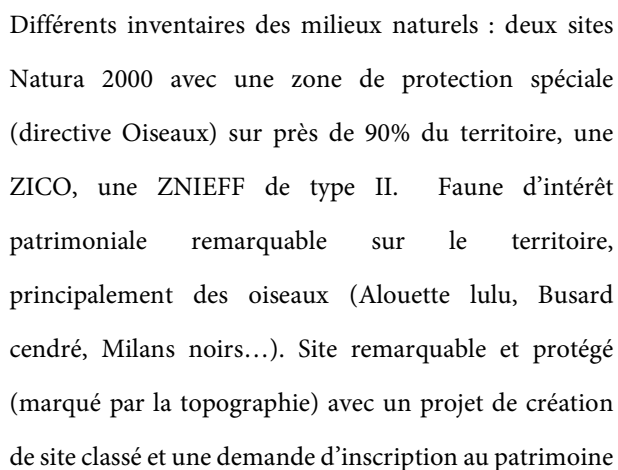 Différents inventaires des milieux naturels : deux sites
Natura 2000 avec une zone de protection spéciale
(directive Oiseaux) sur près de 90% du territoire, une
ZICO, une ZNIEFF de type II. Faune d'intérêt
patrimoniale remarquable sur le territoire,
principalement des oiseaux (Alouette lulu, Busard
cendré, Milans noirs…). Site remarquable et protégé
(marqué par la topographie) avec un projet de création
de site classé et une demande d'inscription au patrimoine